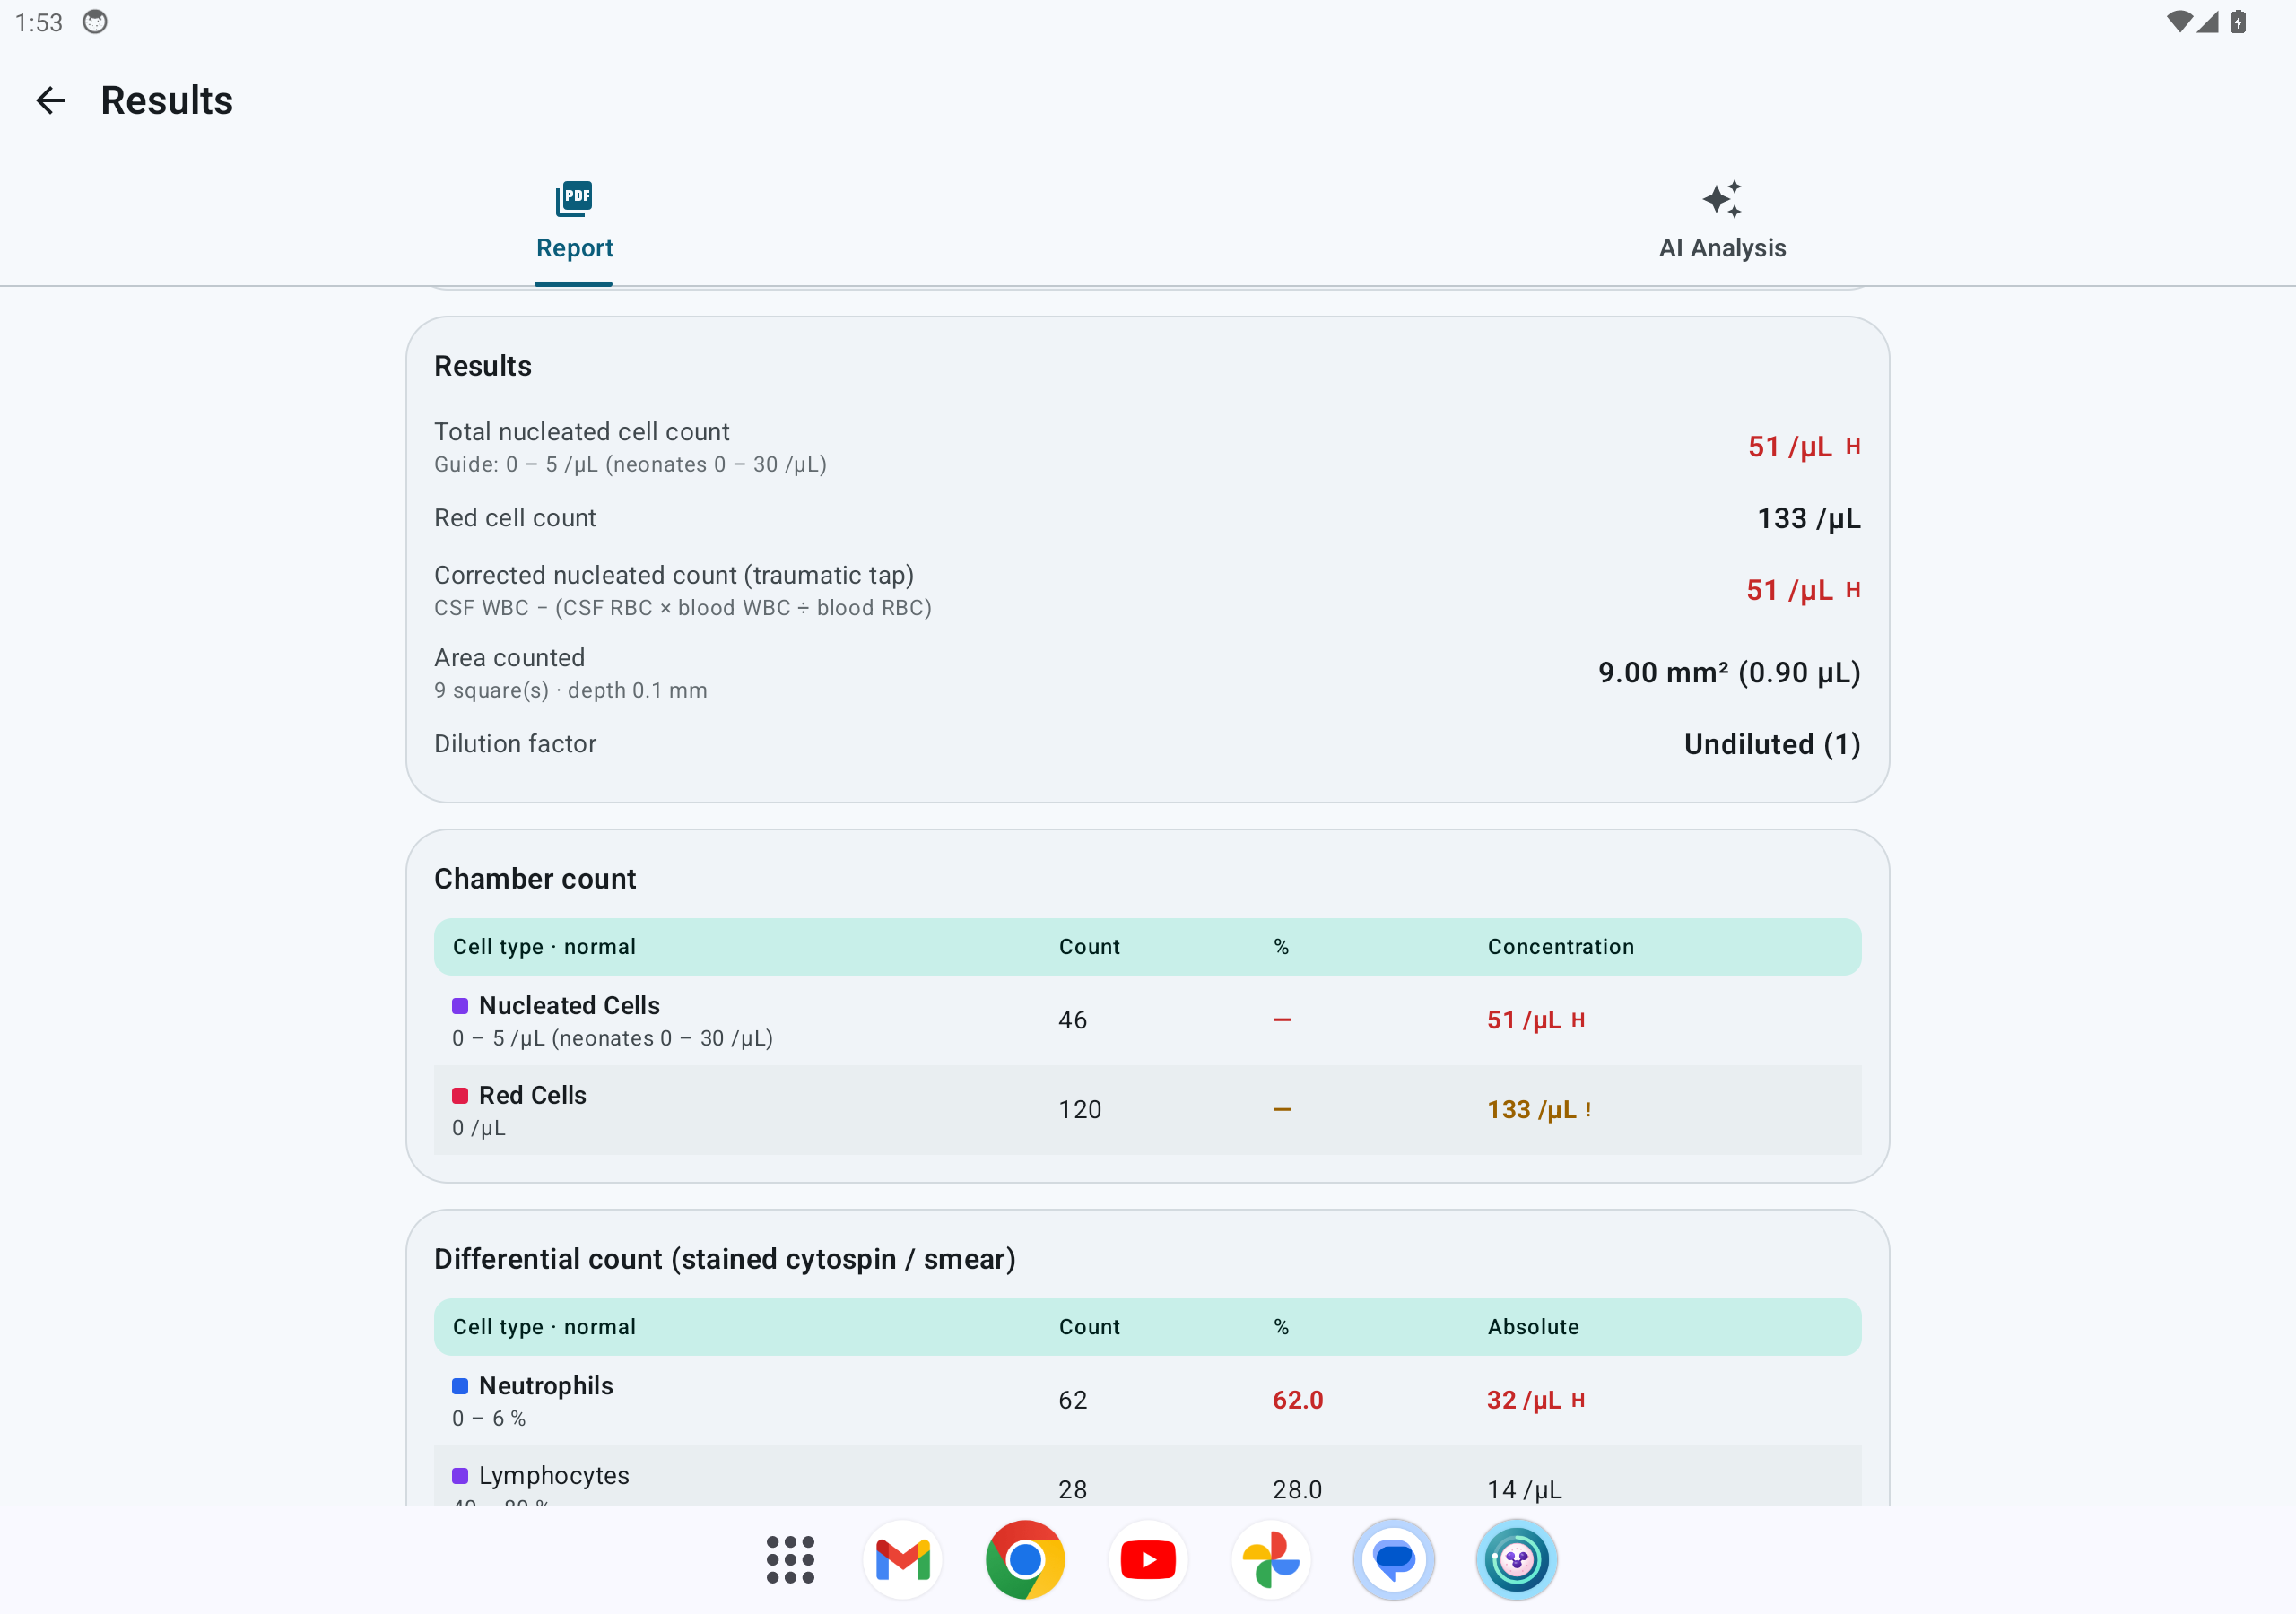 1:53
Results
PDF
Report
AI Analysis
Results
Total nucleated cell count
Guide: 0 – 5 /µL (neonates 0 – 30 /µL)
51 /µL H
Red cell count
133 /µL
Corrected nucleated count (traumatic tap)
CSF WBC − (CSF RBC × blood WBC ÷ blood RBC)
51 /µL H
Area counted
9 square(s) · depth 0.1 mm
9.00 mm² (0.90 µL)
Dilution factor
Undiluted (1)
Chamber count
Cell type · normal Count % Concentration
Nucleated Cells
0 – 5 /µL (neonates 0 – 30 /µL)
46 — 51 /µL H
Red Cells
0 /µL
120 — 133 /µL !
Differential count (stained cytospin / smear)
Cell type · normal Count % Absolute
Neutrophils
0 – 6 %
62 62.0 32 /µL H
Lymphocytes
28 28.0 14 /µL